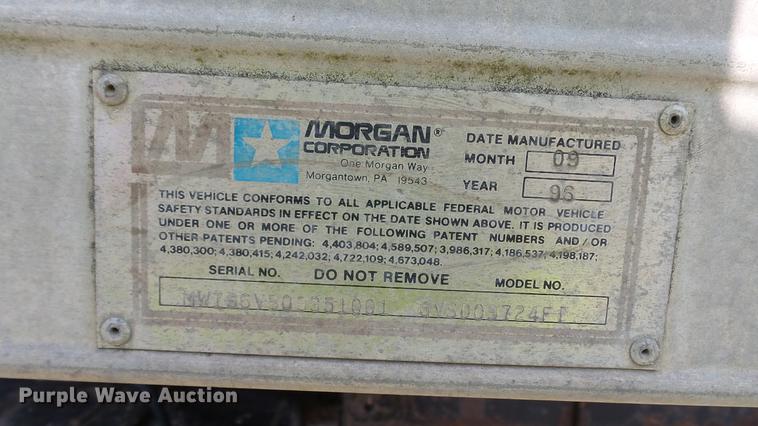 M
MORGAN®
CORPORATION
One Morgan Way
Morgantown, PA 19543
DATE MANUFACTURED
MONTH 09
YEAR 96
THIS VEHICLE CONFORMS TO ALL APPLICABLE FEDERAL MOTOR VEHICLE
SAFETY STANDARDS IN EFFECT ON THE DATE SHOWN ABOVE. IT IS PRODUCED
UNDER ONE OR MORE OF THE FOLLOWING PATENT NUMBERS AND/OR
OTHER PATENTS PENDING: 4,403,804; 4,589,507; 3,986,317; 4,186,537; 4,198,187;
4,380,300; 4,380,415; 4,242,032; 4,722,109; 4,673,048.
SERIAL NO. DO NOT REMOVE MODEL NO.
Purple Wave Auction